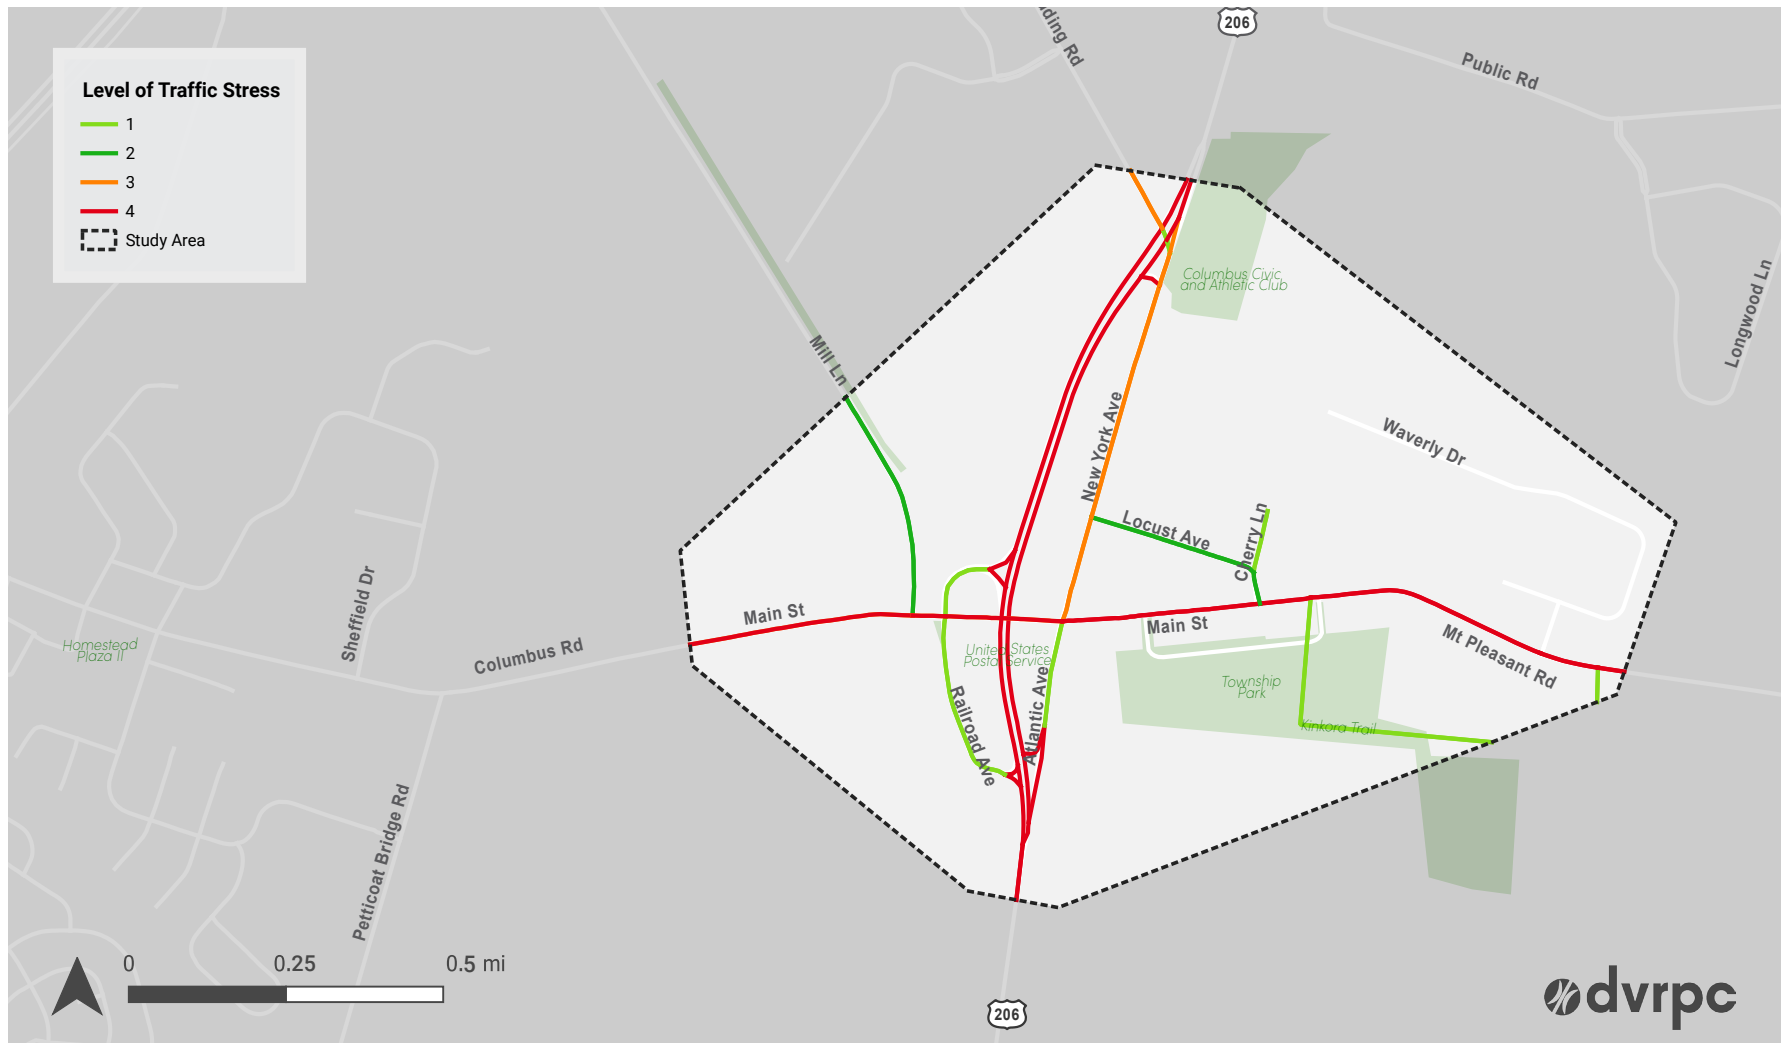 Level of Traffic Stress
1
2
3
4
Study Area
206
Public Rd
Longwood Ln
Columbus Civic
and Athletic Club
Mill Ln
New York Ave
Waverly Dr
Locust Ave
Cherry Ln
Sheffield Dr
Main St
Main St
Homestead
Plaza II
Columbus Rd
United States
Postal Service
Mt Pleasant Rd
Township
Park
Railroad Ave
Atlantic Ave
Kinkora Trail
Petticoat Bridge Rd
0 0.25 0.5 mi
206
dvrpc